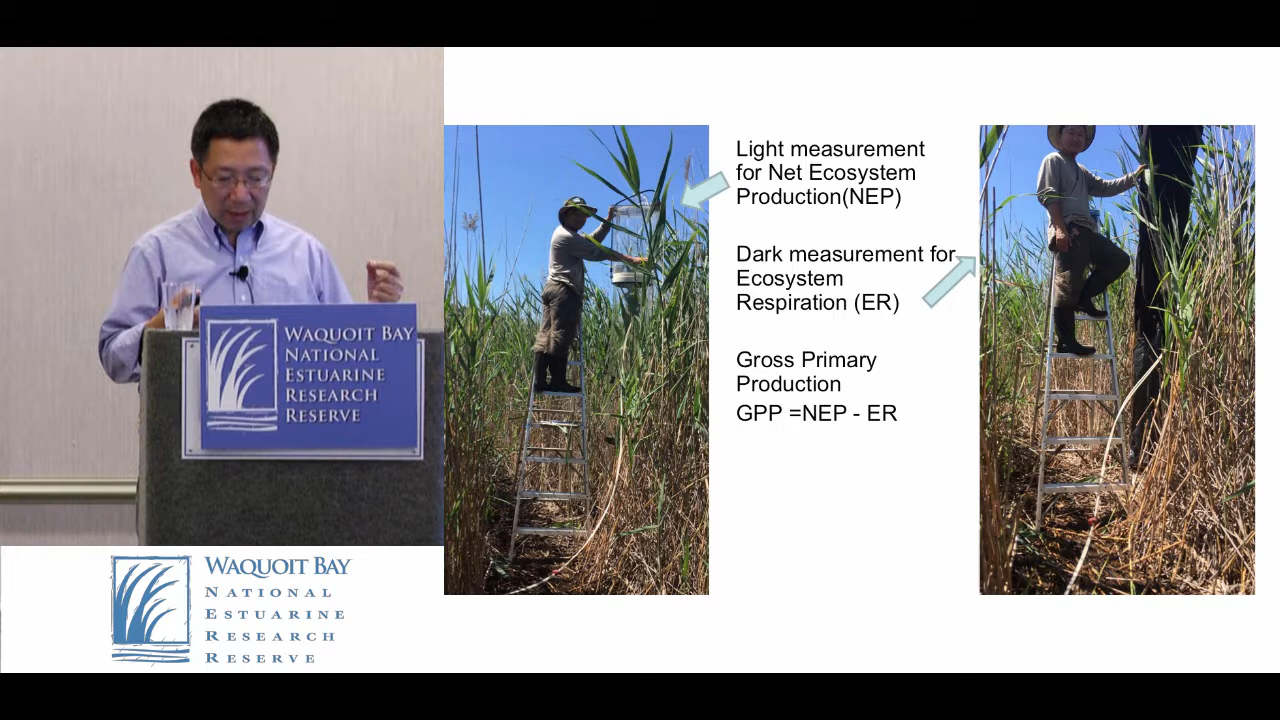 Light measurement
for Net Ecosystem
Production(NEP)
Dark measurement for
Ecosystem
Respiration (ER)
Gross Primary
Production
GPP =NEP - ER
WAQUOIT BAY
NATIONAL
ESTUARINE
RESEARCH
RESERVE
WAQUOIT BAY
NATIONAL
ESTUARINE
RESEARCH
RESERVE